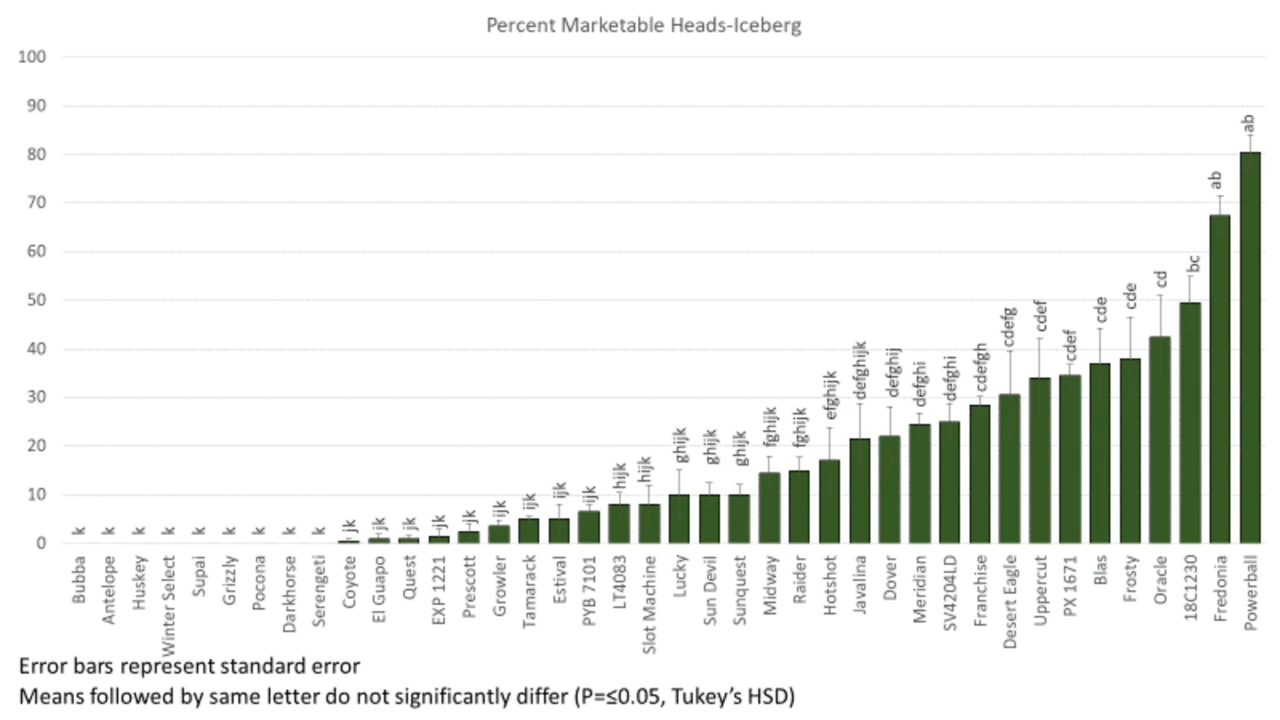 Percent Marketable Heads-Iceberg
100
90
80
70
60
50
40
30
20
10
0
k
k
k
k
k
k
k
k
k
jk
ijk
ijk
ijk
ijk
ijk
ijk
ijk
ijk
hijk
hijk
ghijk
ghijk
ghijk
fghijk
fghijk
efghijk
defghijk
defghij
defghi
defghi
cdefgh
cdefg
cdef
cdef
cde
cde
cd
bc
ab
ab
Bubba
Antelope
Huskey
Winter Select
Supai
Grizzly
Pocona
Darkhorse
Serengeti
Coyote
El Guapo
Quest
EXP 1221
Prescott
Growler
Tamarack
Estival
PYB 7101
LT4083
Slot Machine
Lucky
Sun Devil
Sunquest
Midway
Raider
Hotshot
Javalina
Dover
Meridian
SV4204LD
Franchise
Desert Eagle
Uppercut
PX 1671
Blas
Frosty
Oracle
18C1230
Fredonia
Powerball
Error bars represent standard error
Means followed by same letter do not significantly differ (P=≤0.05, Tukey's HSD)